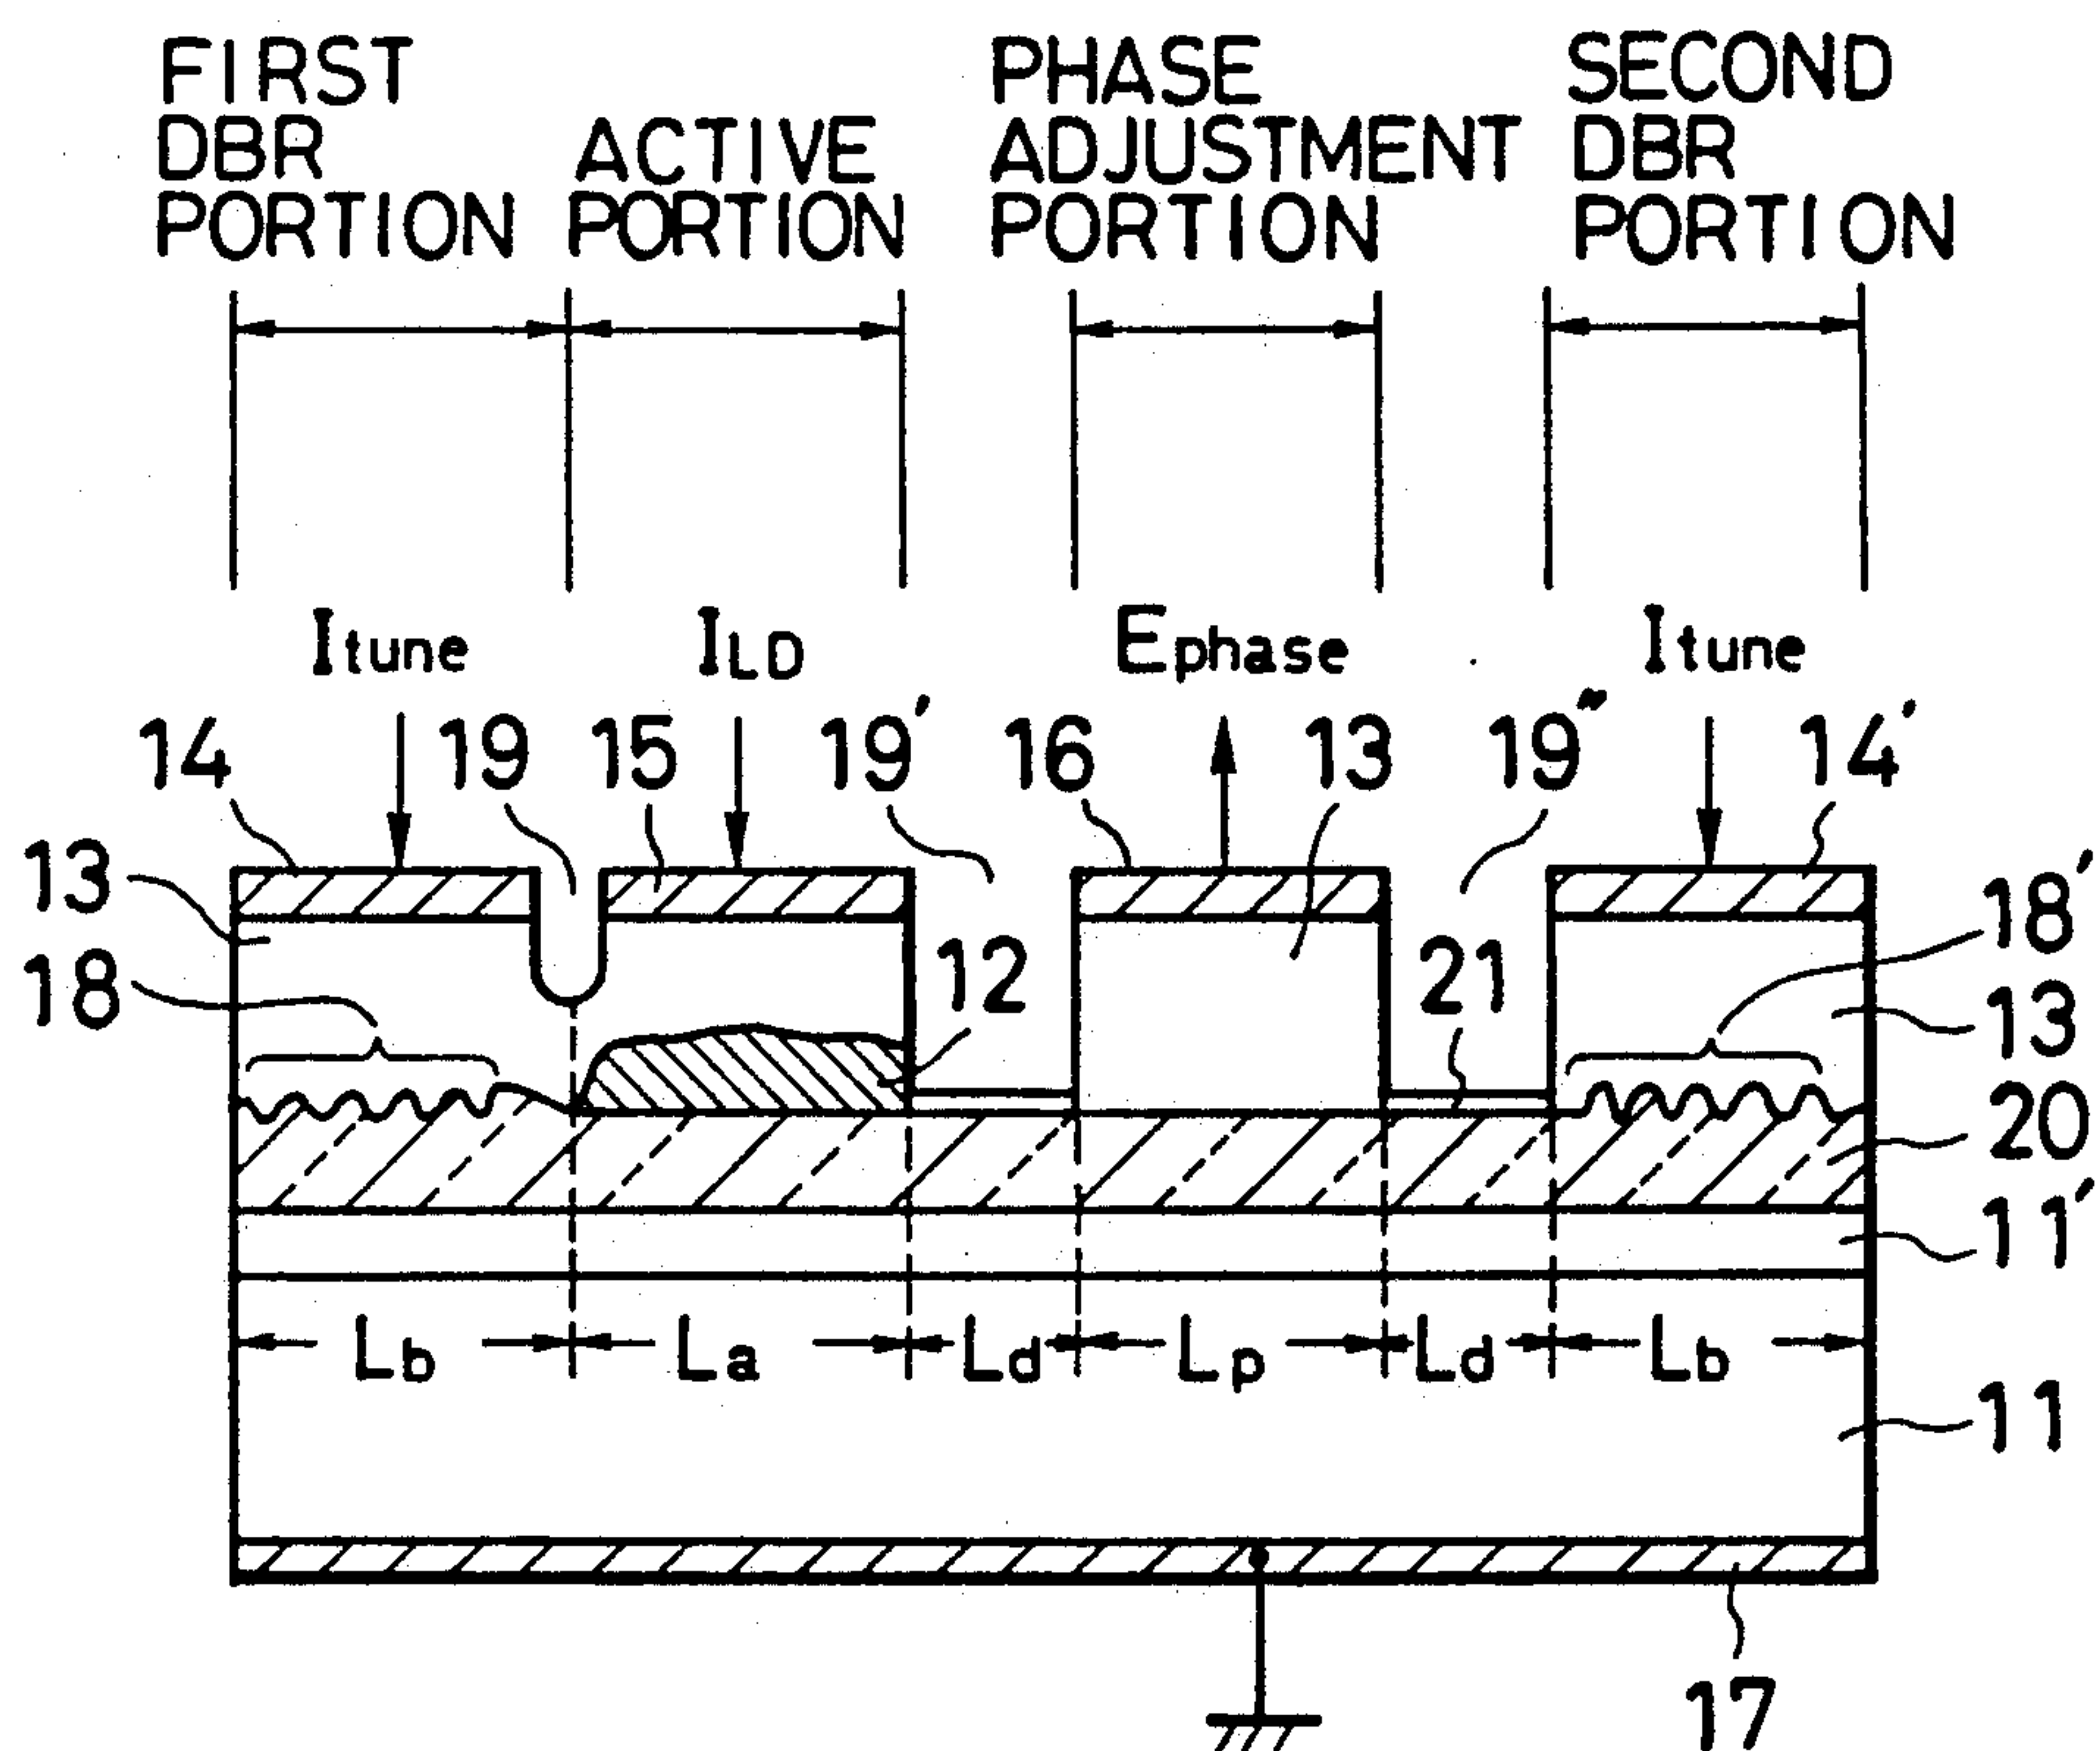 FIRST
DBR
PORTION
ACTIVE
PORTION
PHASE
ADJUSTMENT
PORTION
SECOND
DBR
PORTION
Itune
ILD
Ephase
Itune
14
19
15
19'
16
13
19"
14'
13
18
12
21
18'
13
20
11'
Lb
La
Ld
Lp
Ld
Lb
11
17